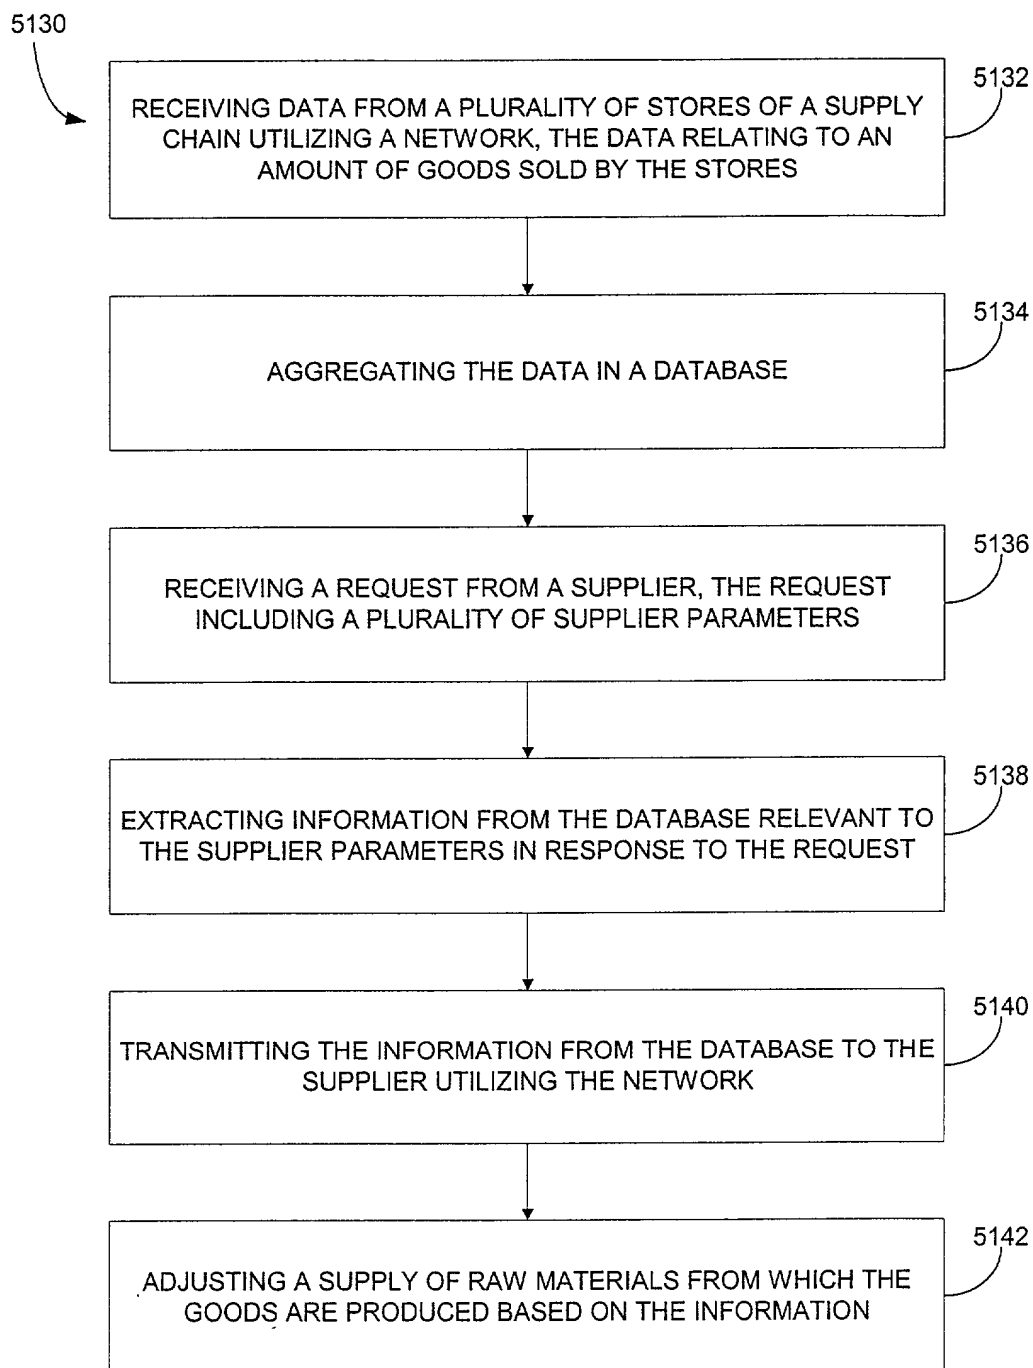 5130
5132
RECEIVING DATA FROM A PLURALITY OF STORES OF A SUPPLY
CHAIN UTILIZING A NETWORK, THE DATA RELATING TO AN
AMOUNT OF GOODS SOLD BY THE STORES
5134
AGGREGATING THE DATA IN A DATABASE
5136
RECEIVING A REQUEST FROM A SUPPLIER, THE REQUEST
INCLUDING A PLURALITY OF SUPPLIER PARAMETERS
5138
EXTRACTING INFORMATION FROM THE DATABASE RELEVANT TO
THE SUPPLIER PARAMETERS IN RESPONSE TO THE REQUEST
5140
TRANSMITTING THE INFORMATION FROM THE DATABASE TO THE
SUPPLIER UTILIZING THE NETWORK
5142
ADJUSTING A SUPPLY OF RAW MATERIALS FROM WHICH THE
GOODS ARE PRODUCED BASED ON THE INFORMATION